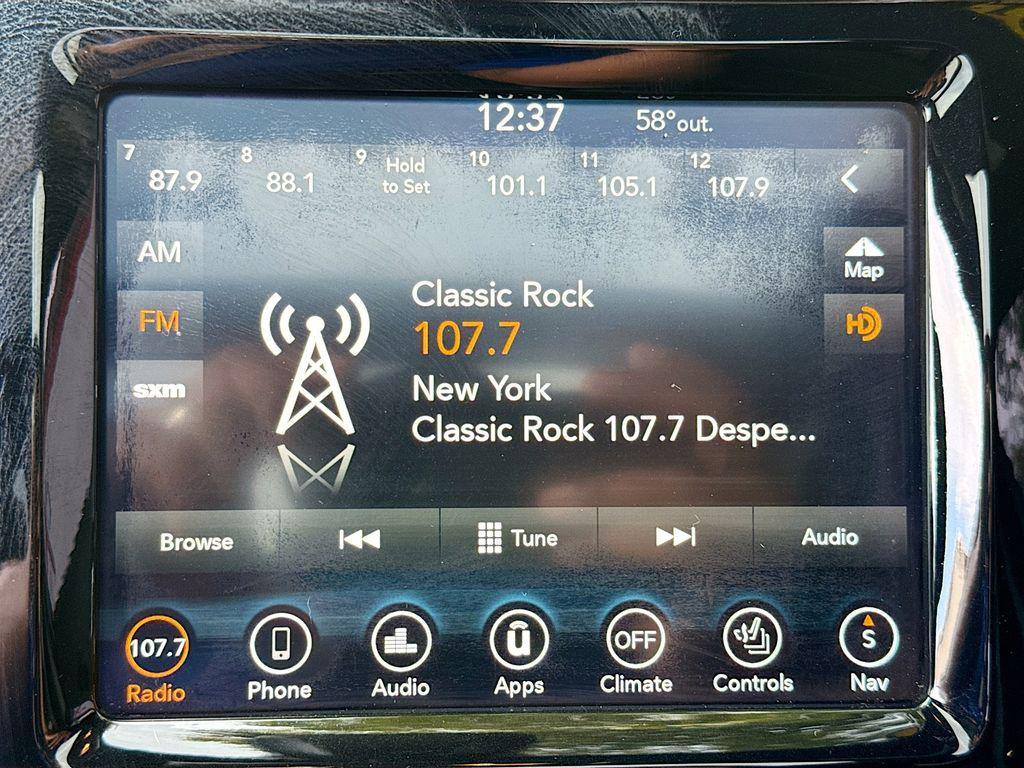 12:37 58°out.
7 8 9 10 11 12
87.9 88.1 Hold to Set 101.1 105.1 107.9
AM
Map
FM
HD
sxm
Classic Rock
107.7
New York
Classic Rock 107.7 Despe...
Browse Tune Audio
107.7 OFF S
Radio Phone Audio Apps Climate Controls Nav